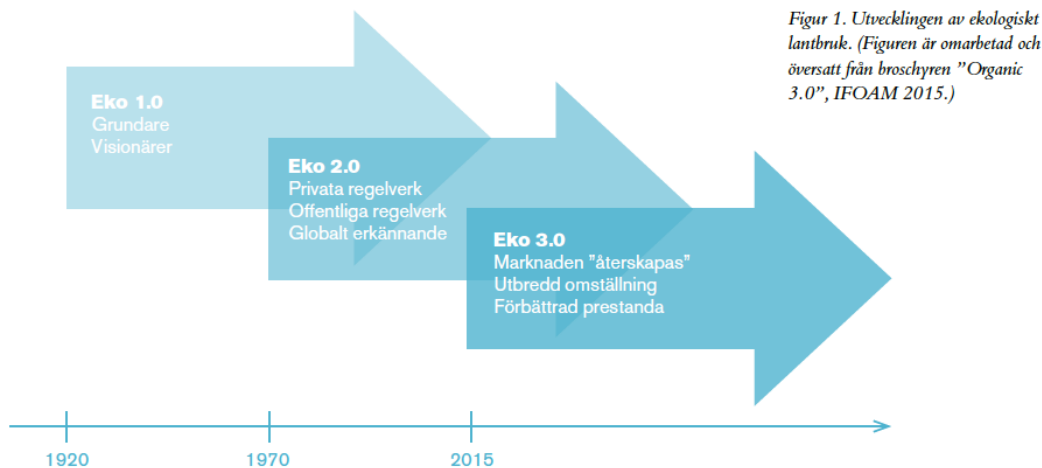 Figur 1. Utvecklingen av ekologiskt
lantbruk. (Figuren är omarbetad och
översatt från broschyren ”Organic
3.0”, IFOAM 2015.)
Eko 1.0
Grundare
Visionärer
Eko 2.0
Privata regelverk
Offentliga regelverk
Globalt erkännande
Eko 3.0
Marknaden ”återskapas”
Utbredd omställning
Förbättrad prestanda
1920
1970
2015